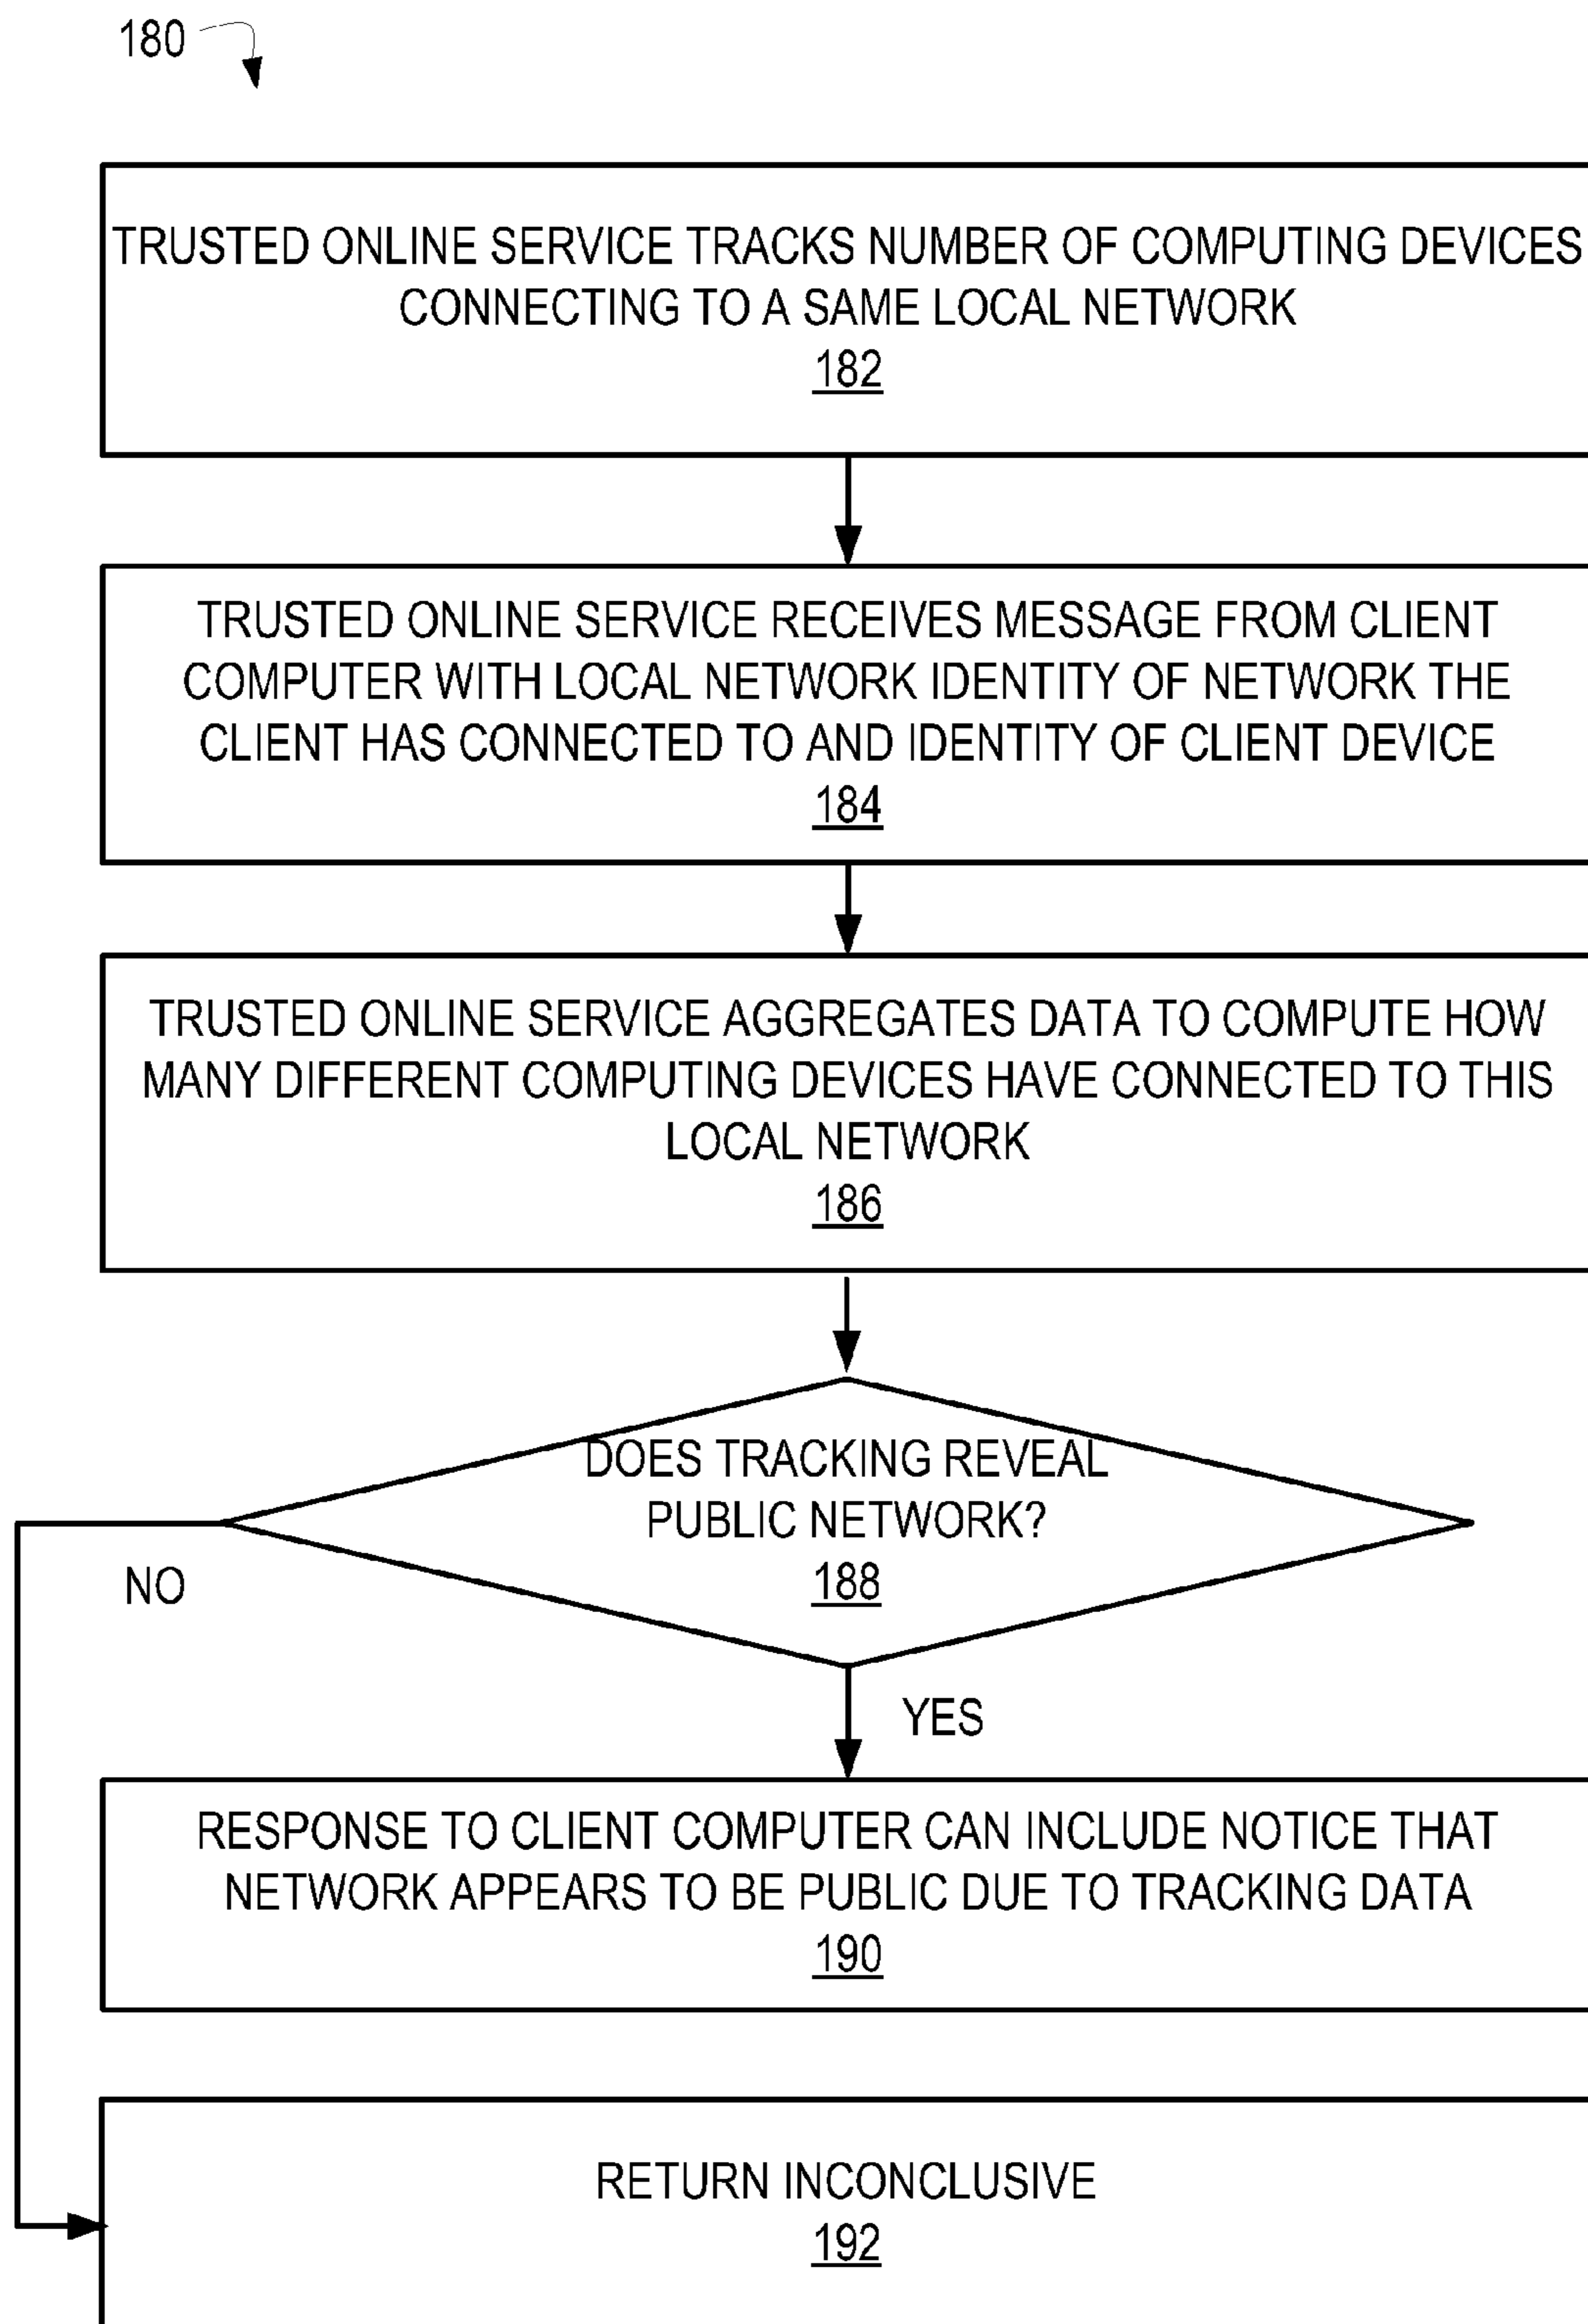 180
TRUSTED ONLINE SERVICE TRACKS NUMBER OF COMPUTING DEVICES
CONNECTING TO A SAME LOCAL NETWORK
182
TRUSTED ONLINE SERVICE RECEIVES MESSAGE FROM CLIENT
COMPUTER WITH LOCAL NETWORK IDENTITY OF NETWORK THE
CLIENT HAS CONNECTED TO AND IDENTITY OF CLIENT DEVICE
184
TRUSTED ONLINE SERVICE AGGREGATES DATA TO COMPUTE HOW
MANY DIFFERENT COMPUTING DEVICES HAVE CONNECTED TO THIS
LOCAL NETWORK
186
DOES TRACKING REVEAL
PUBLIC NETWORK?
188
NO
YES
RESPONSE TO CLIENT COMPUTER CAN INCLUDE NOTICE THAT
NETWORK APPEARS TO BE PUBLIC DUE TO TRACKING DATA
190
RETURN INCONCLUSIVE
192